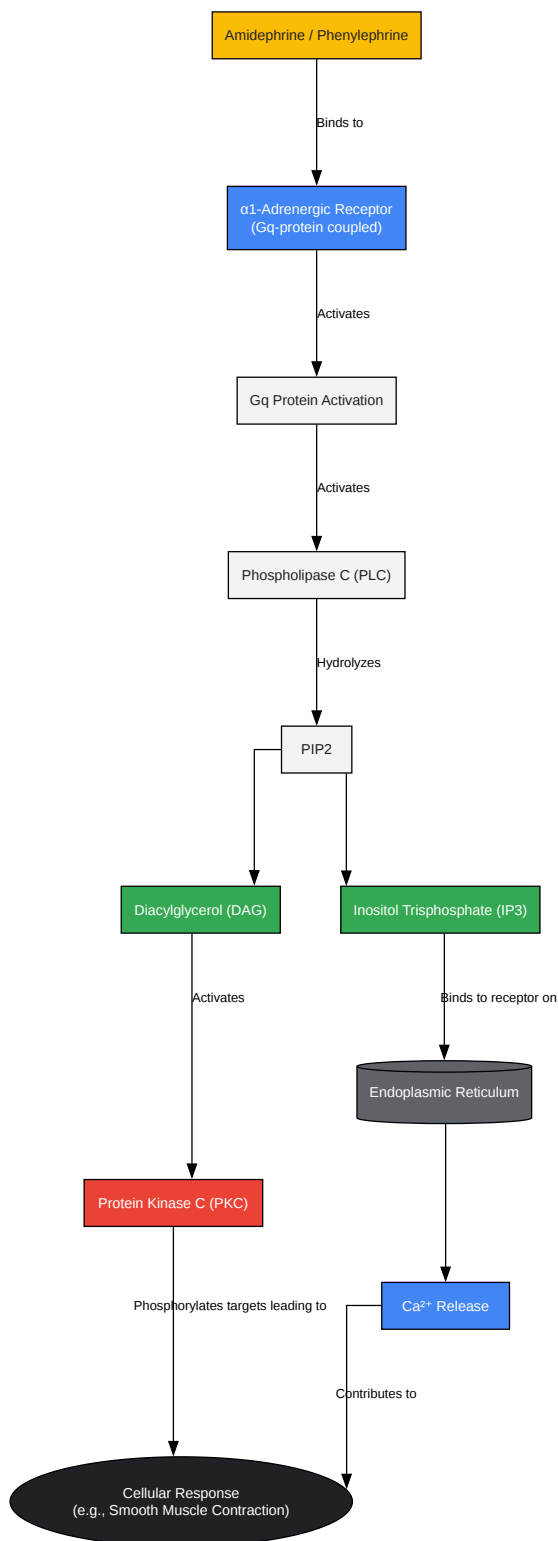 Amidephrine / Phenylephrine
Binds to
α1-Adrenergic Receptor
(Gq-protein coupled)
Activates
Gq Protein Activation
Activates
Phospholipase C (PLC)
Hydrolyzes
PIP2
Diacylglycerol (DAG)
Inositol Trisphosphate (IP3)
Activates
Binds to receptor on
Endoplasmic Reticulum
Protein Kinase C (PKC)
Phosphorylates targets leading to
Ca²⁺ Release
Contributes to
Cellular Response
(e.g., Smooth Muscle Contraction)